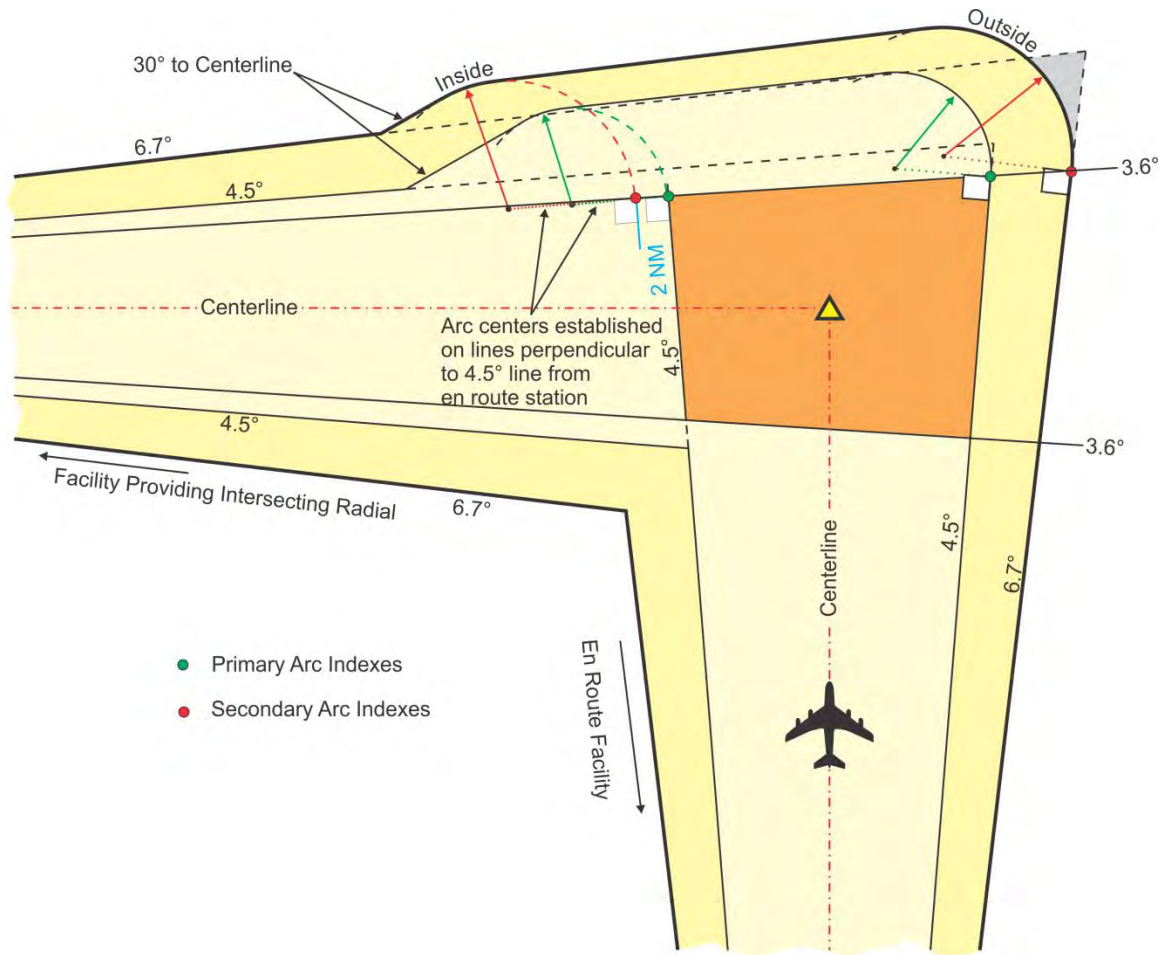 Outside
30° to Centerline
Inside
6.7°
4.5°
3.6°
2 NM
Centerline
Arc centers established
on lines perpendicular
to 4.5° line from
en route station
4.5°
4.5°
3.6°
Facility Providing Intersecting Radial
6.7°
4.5°
6.7°
Centerline
En Route Facility
Primary Arc Indexes
Secondary Arc Indexes